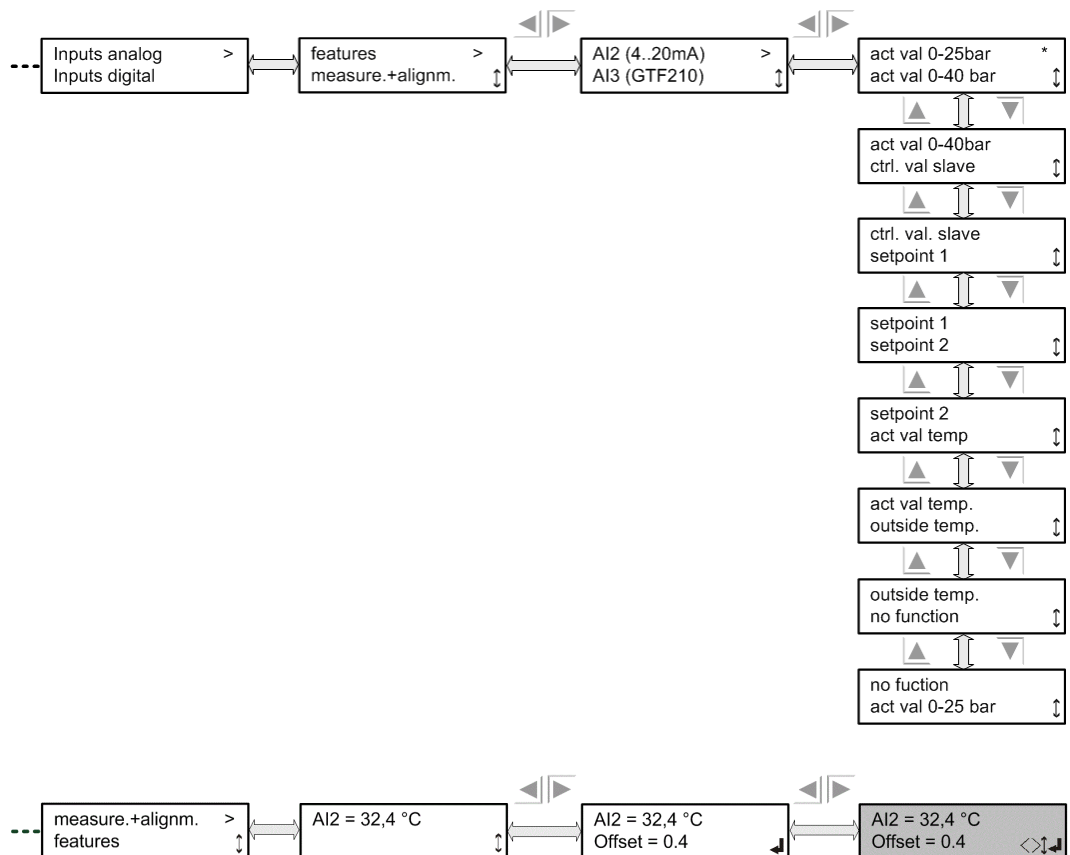 Inputs analog >
Inputs digital
features >
measure.+alignm.
AI2 (4..20mA) >
AI3 (GTF210)
act val 0-25bar *
act val 0-40 bar
act val 0-40bar
ctrl. val slave
ctrl. val. slave
setpoint 1
setpoint 1
setpoint 2
setpoint 2
act val temp
act val temp.
outside temp.
outside temp.
no function
no fuction
act val 0-25 bar
measure.+alignm. >
features
AI2 = 32,4 °C
AI2 = 32,4 °C
Offset = 0.4
AI2 = 32,4 °C
Offset = 0.4